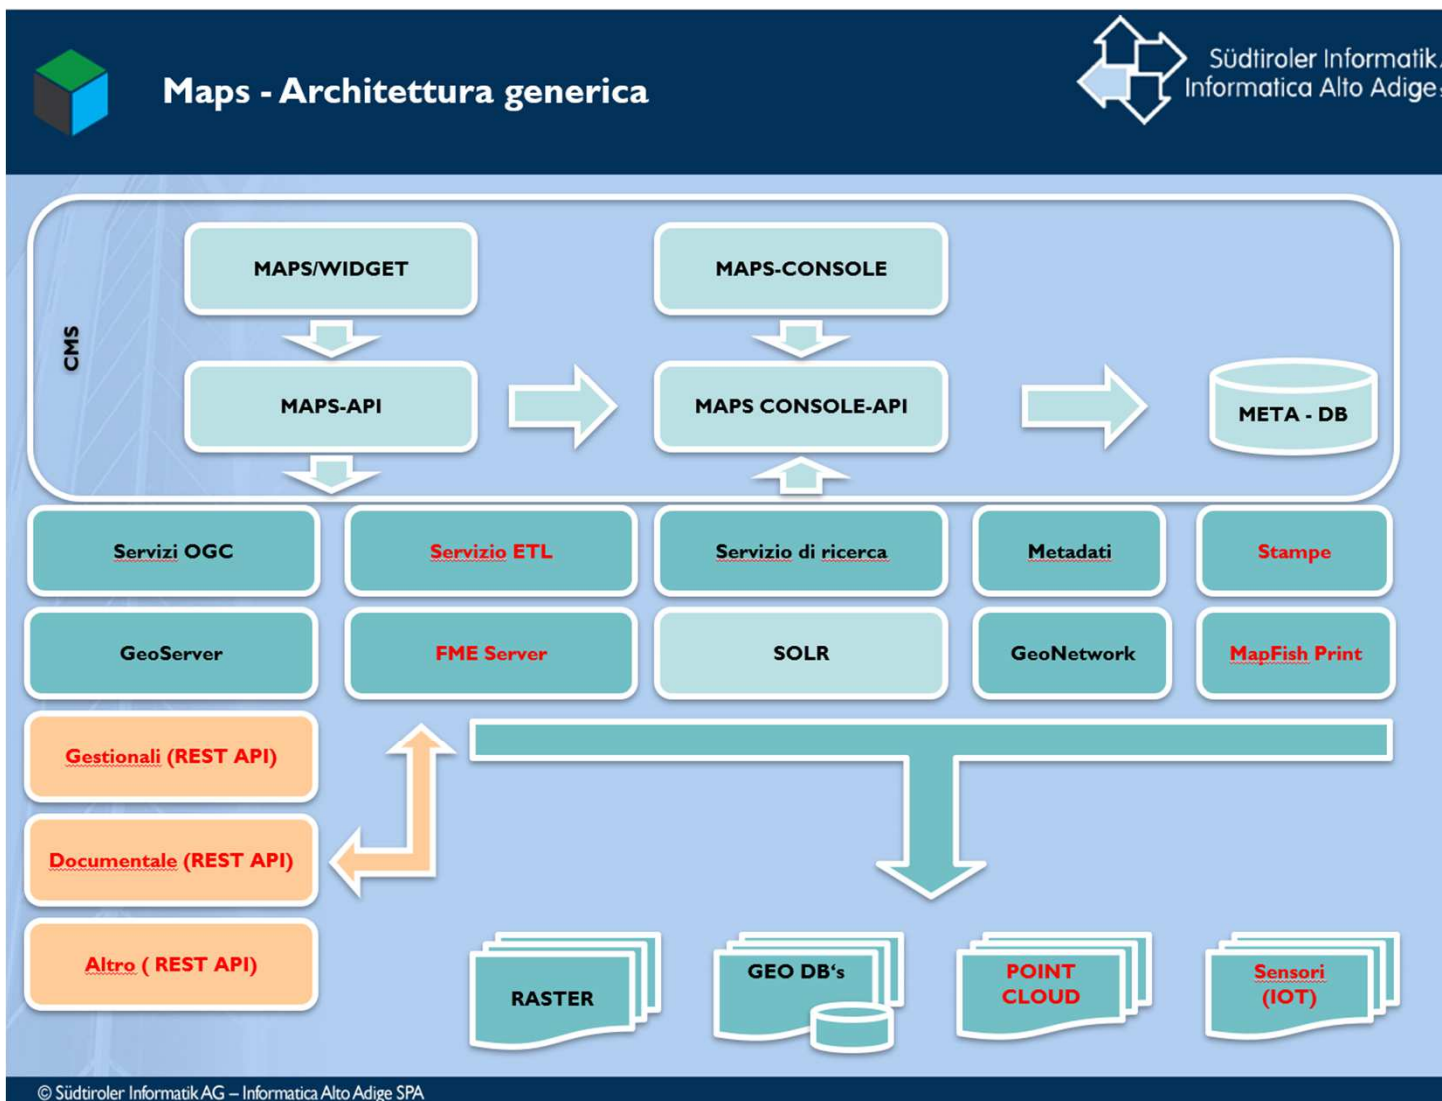 Maps - Architettura generica
Südtiroler Informatik
Informatica Alto Adige
CMS
MAPS/WIDGET
MAPS-CONSOLE
MAPS-API
MAPS CONSOLE-API
META - DB
Servizi OGC
Servizio ETL
Servizio di ricerca
Metadati
Stampe
GeoServer
FME Server
SOLR
GeoNetwork
MapFish Print
Gestionali (REST API)
Documentale (REST API)
Altro ( REST API)
RASTER
GEO DB's
POINT
CLOUD
Sensori
(IOT)
© Südtiroler Informatik AG – Informatica Alto Adige SPA